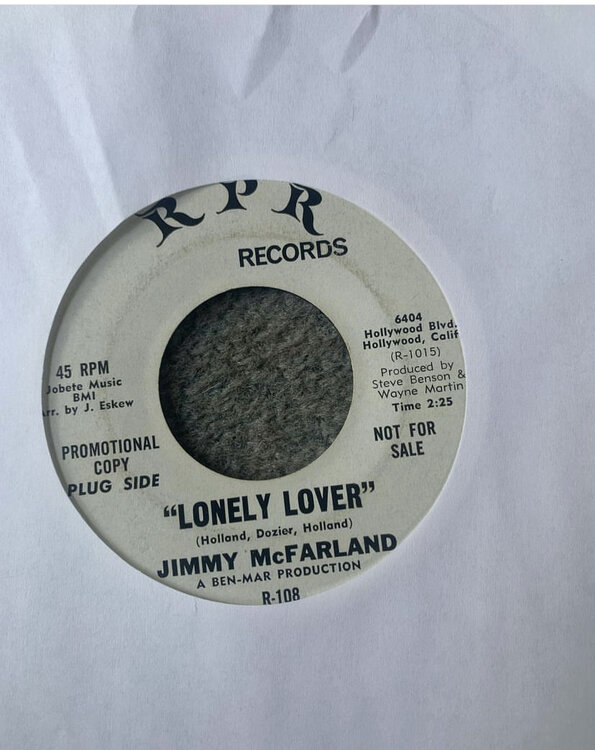 RPR
RECORDS
45 RPM
Jobete Music
BMI
Arr. by J. Eskew
PROMOTIONAL
COPY
PLUG SIDE
6404
Hollywood Blvd.
Hollywood, Calif
(R-1015)
Produced by
Steve Benson &
Wayne Martin
Time 2:25
NOT FOR
SALE
"LONELY LOVER"
(Holland, Dozier, Holland)
JIMMY McFARLAND
A BEN-MAR PRODUCTION
R-108